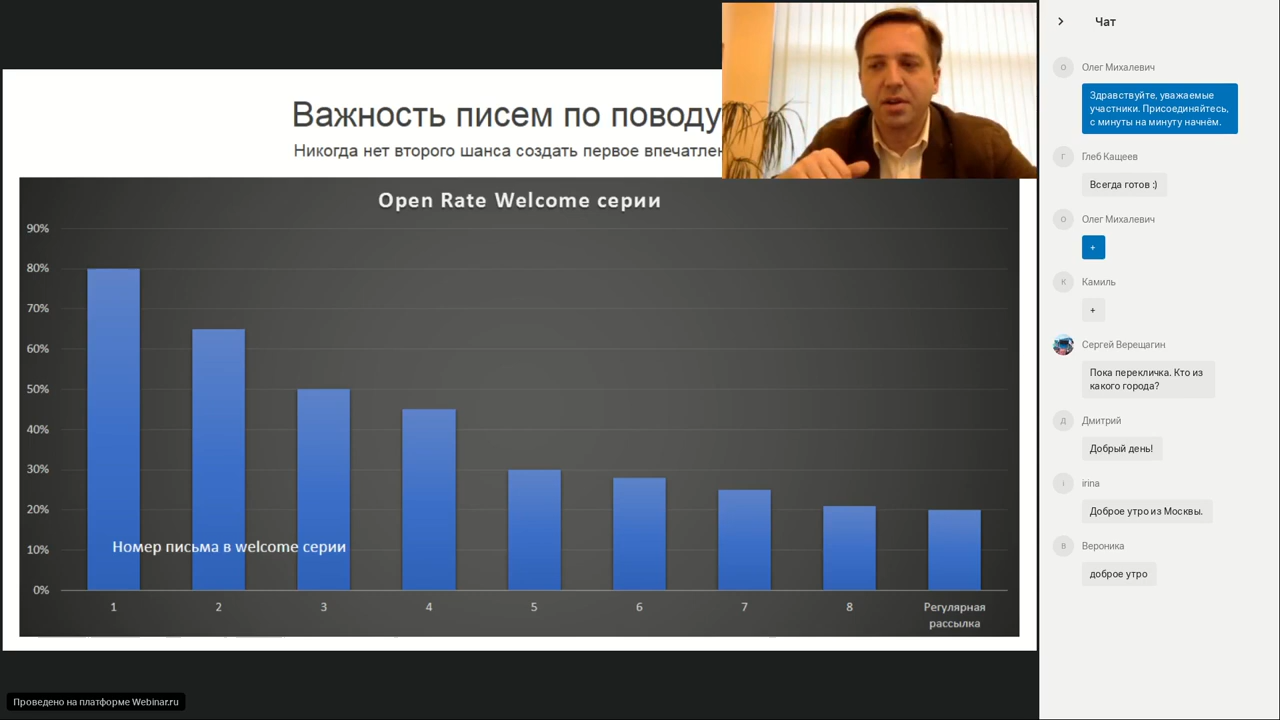 Важность писем по поводу
Никогда нет второго шанса создать первое
Open Rate Welcome серии
90%
80%
70%
60%
50%
40%
30%
20%
10%
0%
Номер письма в welcome серии
1
2
3
4
5
6
7
8
Регулярная
рассылка
Проведено на платформе Webinar.ru
Чат
О
Олег Михалевич
Здравствуйте, уважаемые
участники. Присоединяйтесь,
с минуты на минуту начнём.
Г
Глеб Кащеев
Всегда готов :)
О
Олег Михалевич
+
К
Камиль
+
Сергей Верещагин
Пока перекличка. Кто из
какого города?
Д
Дмитрий
Добрый день!
I
irina
Доброе утро из Москвы.
В
Вероника
доброе утро